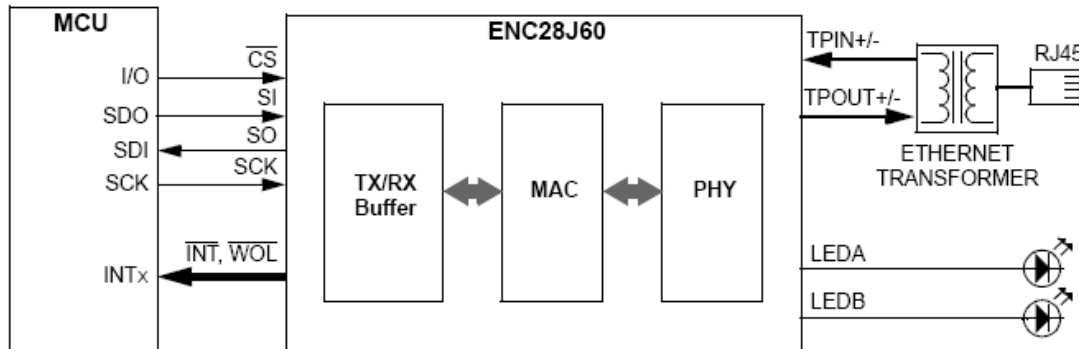 MCU
ENC28J60
I/O
SDO
SDI
SCK
INTx
CS
SI
SO
SCK
INT, WOL
TX/RX
Buffer
MAC
PHY
TPIN+/-
TPOUT+/-
RJ45
ETHERNET
TRANSFORMER
LEDA
LEDB